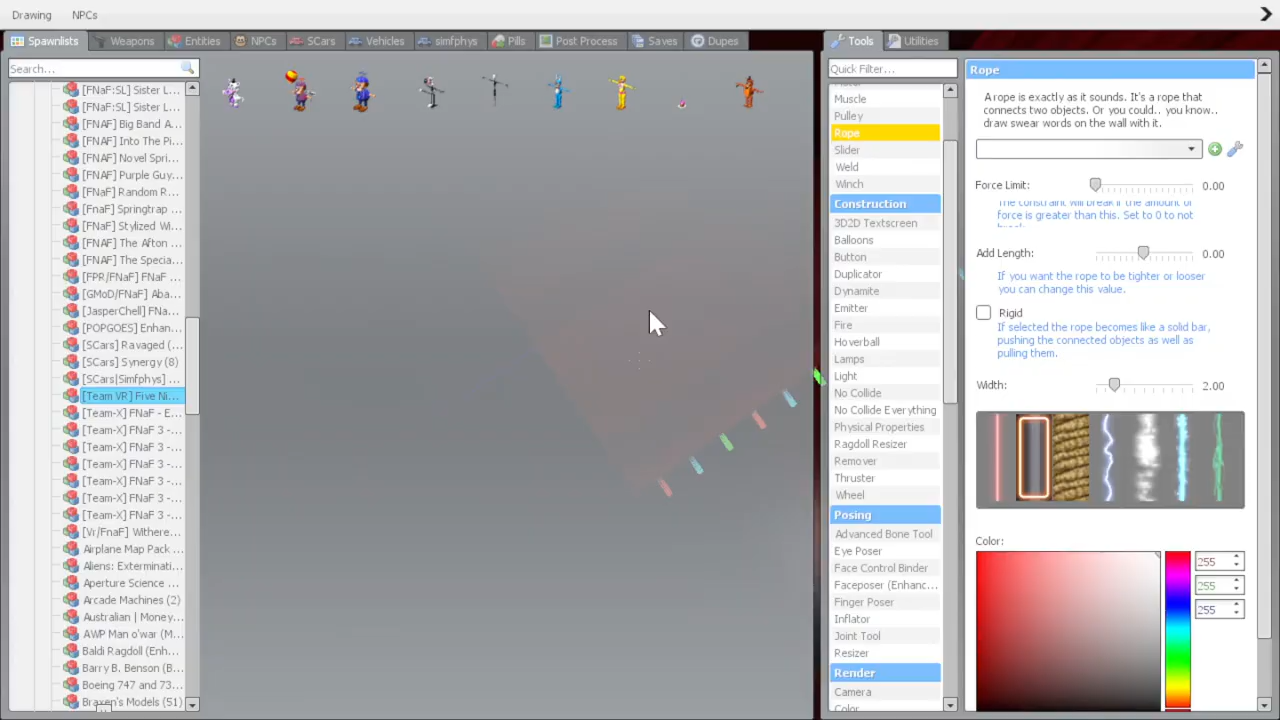 Drawing NPCs
Spawnlists Weapons Entities NPCs SCars Vehicles simfphys Pills Post Process Saves Dupes
Search...
[FNaF:SL] Sister L...
[FNaF:SL] Sister L...
[FNAF] Big Band A...
[FNAF] Into The Pi...
[FNAF] Novel Spri...
[FNAF] Purple Guy...
[FNAF] Random R...
[FnaF] Springtrap ...
[FNaF] Stylized W...
[FNAF] The Afton ...
[FNAF] The Specia...
[FPR/FNaF] FNaF ...
[GMoD/FNaF] Aba...
[JasperChell] FNa...
[POPGOES] Enhan...
[SCars] Ravaged (...
[SCars] Synergy (8)
[SCars|Simfphys] ...
[Team VR] Five Ni...
[Team-X] FNaF - E...
[Team-X] FNaF 3 -...
[Team-X] FNaF 3 -...
[Team-X] FNaF 3 -...
[Team-X] FNaF 3 -...
[Team-X] FNaF 3 -...
[Team-X] FNaF 3 -...
[Vr/FnaF] Withere...
Airplane Map Pack ...
Aliens: Exterminati...
Aperture Science ...
Arcade Machines (2)
Australian | Money...
AWP Man o'war (M...
Baldi Ragdoll (Enh...
Barry B. Benson (B...
Boeing 747 and 73...
Braxen's Models (51)
Tools Utilities
Quick Filter...
Muscle
Pulley
Rope
Slider
Weld
Winch
Construction
3D2D Textscreen
Balloons
Button
Duplicator
Dynamite
Emitter
Fire
Hoverball
Lamps
Light
No Collide
No Collide Everything
Physical Properties
Ragdoll Resizer
Remover
Thruster
Wheel
Posing
Advanced Bone Tool
Eye Poser
Face Control Binder
Faceposer (Enhanc...
Finger Poser
Inflator
Joint Tool
Resizer
Render
Camera
Color
Rope
A rope is exactly as it sounds. It's a rope that
connects two objects. Or you could.. you know..
draw swear words on the wall with it.
Force Limit: 0.00
The constraint will break if the amount of
force is greater than this. Set to 0 to not
break.
Add Length: 0.00
If you want the rope to be tighter or looser
you can change this value.
Rigid
If selected the rope becomes like a solid bar,
pushing the connected objects as well as
pulling them.
Width: 2.00
Color:
255
255
255